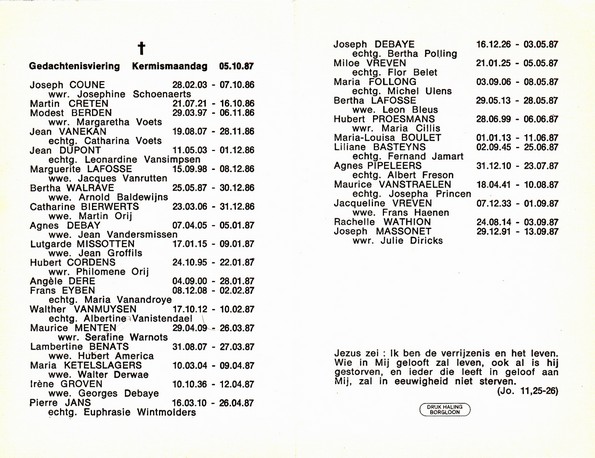 Gedachtenisviering Kermismaandag 05.10.87
Joseph COUNE 28.02.03 - 07.10.86
wwr. Josephine Schoenaerts
Martin CRETEN 21.07.21 - 16.10.86
Modest BERDEN 29.03.97 - 06.11.86
wwr. Margaretha Voets
Jean VANEKAN 19.08.07 - 28.11.86
echtg. Catharina Voets
Jean DUPONT 11.05.03 - 01.12.86
echtg. Leonardine Vansimpsen
Marguerite LAFOSSE 15.09.98 - 08.12.86
wwe. Jacques Vanrutten
Bertha WALRAVE 25.05.87 - 30.12.86
wwe. Arnold Baldewijns
Catharine BIERWERTS 23.03.06 - 31.12.86
wwe. Martin Orij
Agnes DEBAY 07.04.05 - 05.01.87
wwe. Jean Vandersmissen
Lutgarde MISSOTTEN 17.01.15 - 09.01.87
wwe. Jean Groffils
Hubert CORDENS 24.10.95 - 22.01.87
wwr. Philomene Orij
Angèle DERE 04.09.00 - 28.01.87
Frans EYBEN 08.12.08 - 02.02.87
echtg. Maria Vanandroye
Walther VANMUYSEN 17.10.12 - 10.02.87
echtg. Albertine Vanistendael
Maurice MENTEN 29.04.09 - 26.03.87
wwr. Serafine Warnots
Lambertine BENATS 31.08.07 - 27.03.87
wwe. Hubert America
Maria KETELSLAGERS 10.03.04 - 09.04.87
wwe. Walter Derwae
Irène GROVEN 10.10.36 - 12.04.87
wwe. Georges Debaye
Pierre JANS 16.03.10 - 26.04.87
echtg. Euphrasie Wintmolders
Joseph DEBAYE 16.12.26 - 03.05.87
echtg. Bertha Polling
Miloe VREVEN 21.01.25 - 05.05.87
echtg. Flor Belet
Maria FOLLONG 03.09.06 - 08.05.87
echtg. Michel Ulens
Bertha LAFOSSE 29.05.13 - 28.05.87
wwe. Leon Bleus
Hubert PROESMANS 28.06.99 - 06.06.87
wwr. Maria Cillis
Maria-Louisa BOULET 01.01.13 - 11.06.87
Liliane BASTEYNS 02.09.45 - 25.06.87
echtg. Fernand Jamart
Agnes PIPELEERS 31.12.10 - 23.07.87
echtg. Albert Freson
Maurice VANSTRAELEN 18.04.41 - 10.08.87
echtg. Josepha Princen
Jacqueline VREVEN 07.12.33 - 01.09.87
wwe. Frans Haenen
Rachelle WATHION 24.08.14 - 03.09.87
Joseph MASSONET 29.12.91 - 13.09.87
wwr. Julie Diricks
Jezus zei : Ik ben de verrijzenis en het leven.
Wie in Mij gelooft zal leven, ook al is hij
gestorven, en ieder die leeft in geloof aan
Mij, zal in eeuwigheid niet sterven.
(Jo. 11,25-26)
DRUK HALING
BORGLOON